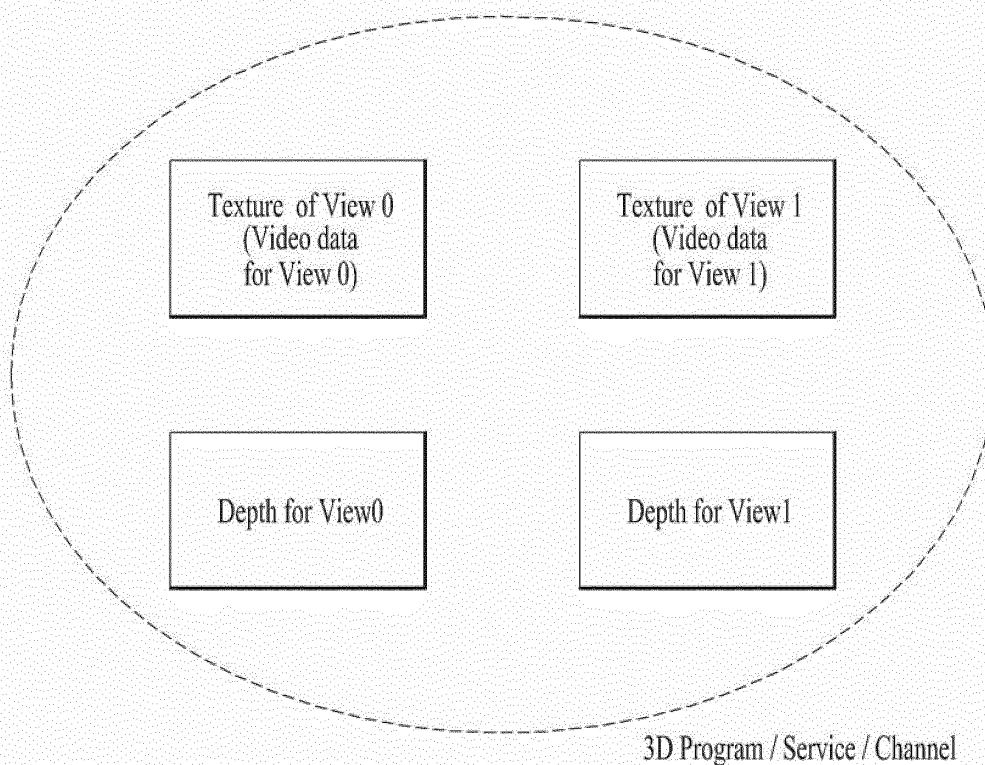 Texture of View 0
(Video data
for View 0)
Texture of View 1
(Video data
for View 1)
Depth for View0
Depth for View1
3D Program / Service / Channel